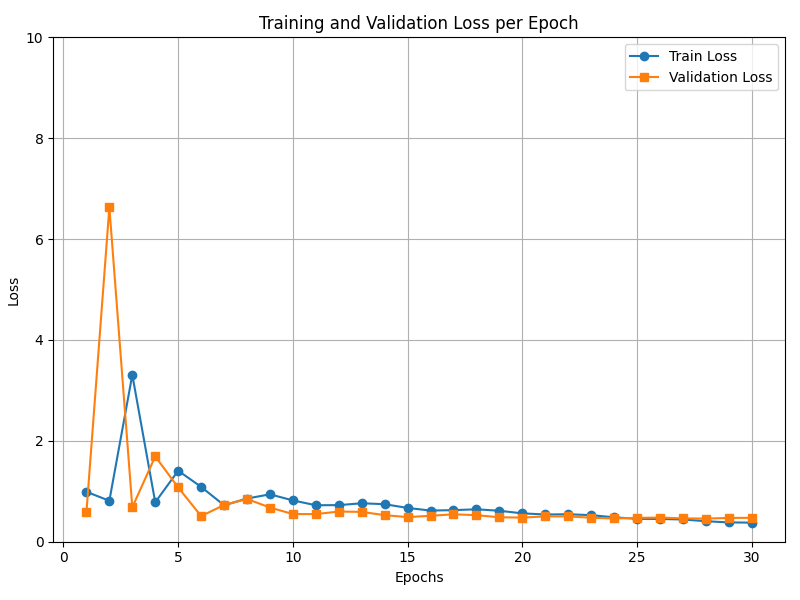 Training and Validation Loss per Epoch
Train Loss
Validation Loss
10
8
6
4
2
0
Loss
0 5 10 15 20 25 30
Epochs